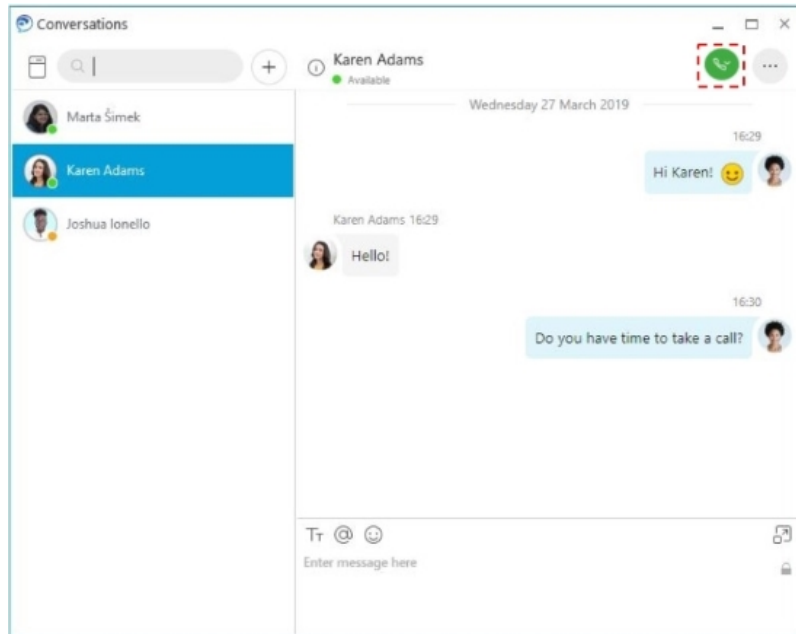 Conversations
Karen Adams
Available
Marta Šimek
Karen Adams
Joshua Ionello
Wednesday 27 March 2019
16:29
Hi Karen!
Karen Adams 16:29
Hello!
16:30
Do you have time to take a call?
Tт @
Enter message here